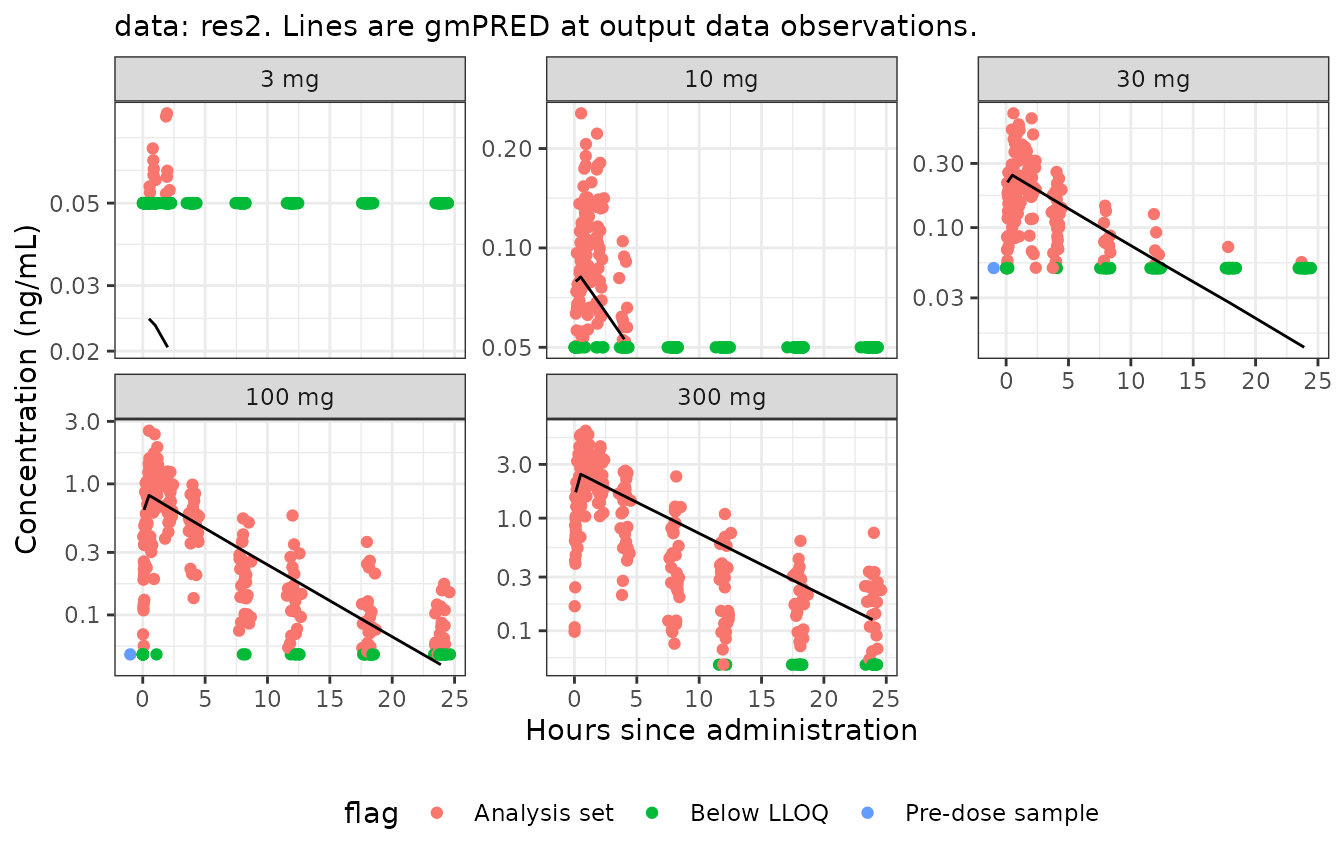 data: res2. Lines are gmPRED at output data observations.
3 mg
10 mg
30 mg
0.05
0.03
0.02
0.20
0.10
0.05
0.30
0.10
0.03
0 5 10 15 20 25
100 mg
300 mg
3.0
1.0
0.3
0.1
3.0
1.0
0.3
0.1
0 5 10 15 20 25
0 5 10 15 20 25
Concentration (ng/mL)
Hours since administration
flag Analysis set Below LLOQ Pre-dose sample